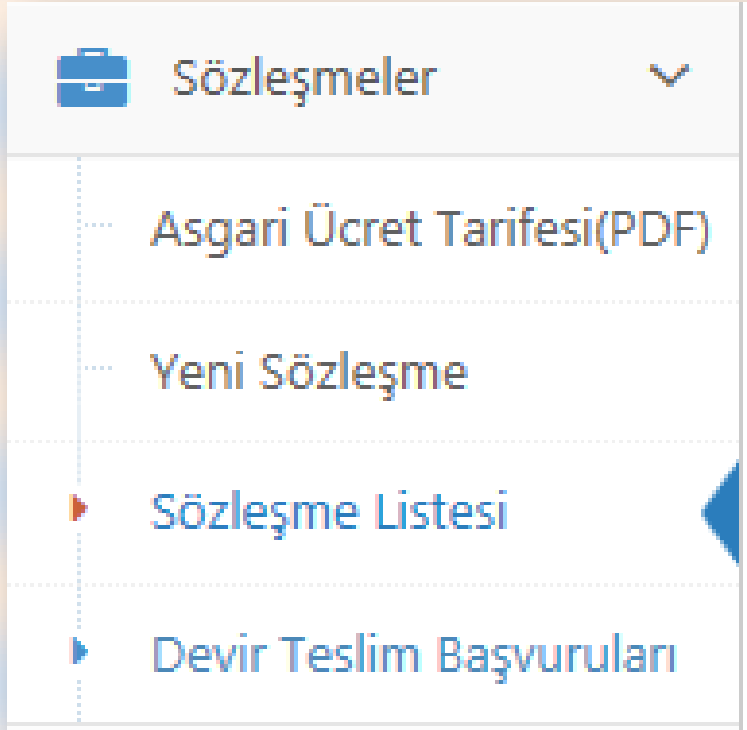 Sözleşmeler
Asgari Ücret Tarifesi(PDF)
Yeni Sözleşme
Sözleşme Listesi
Devir Teslim Başvuruları